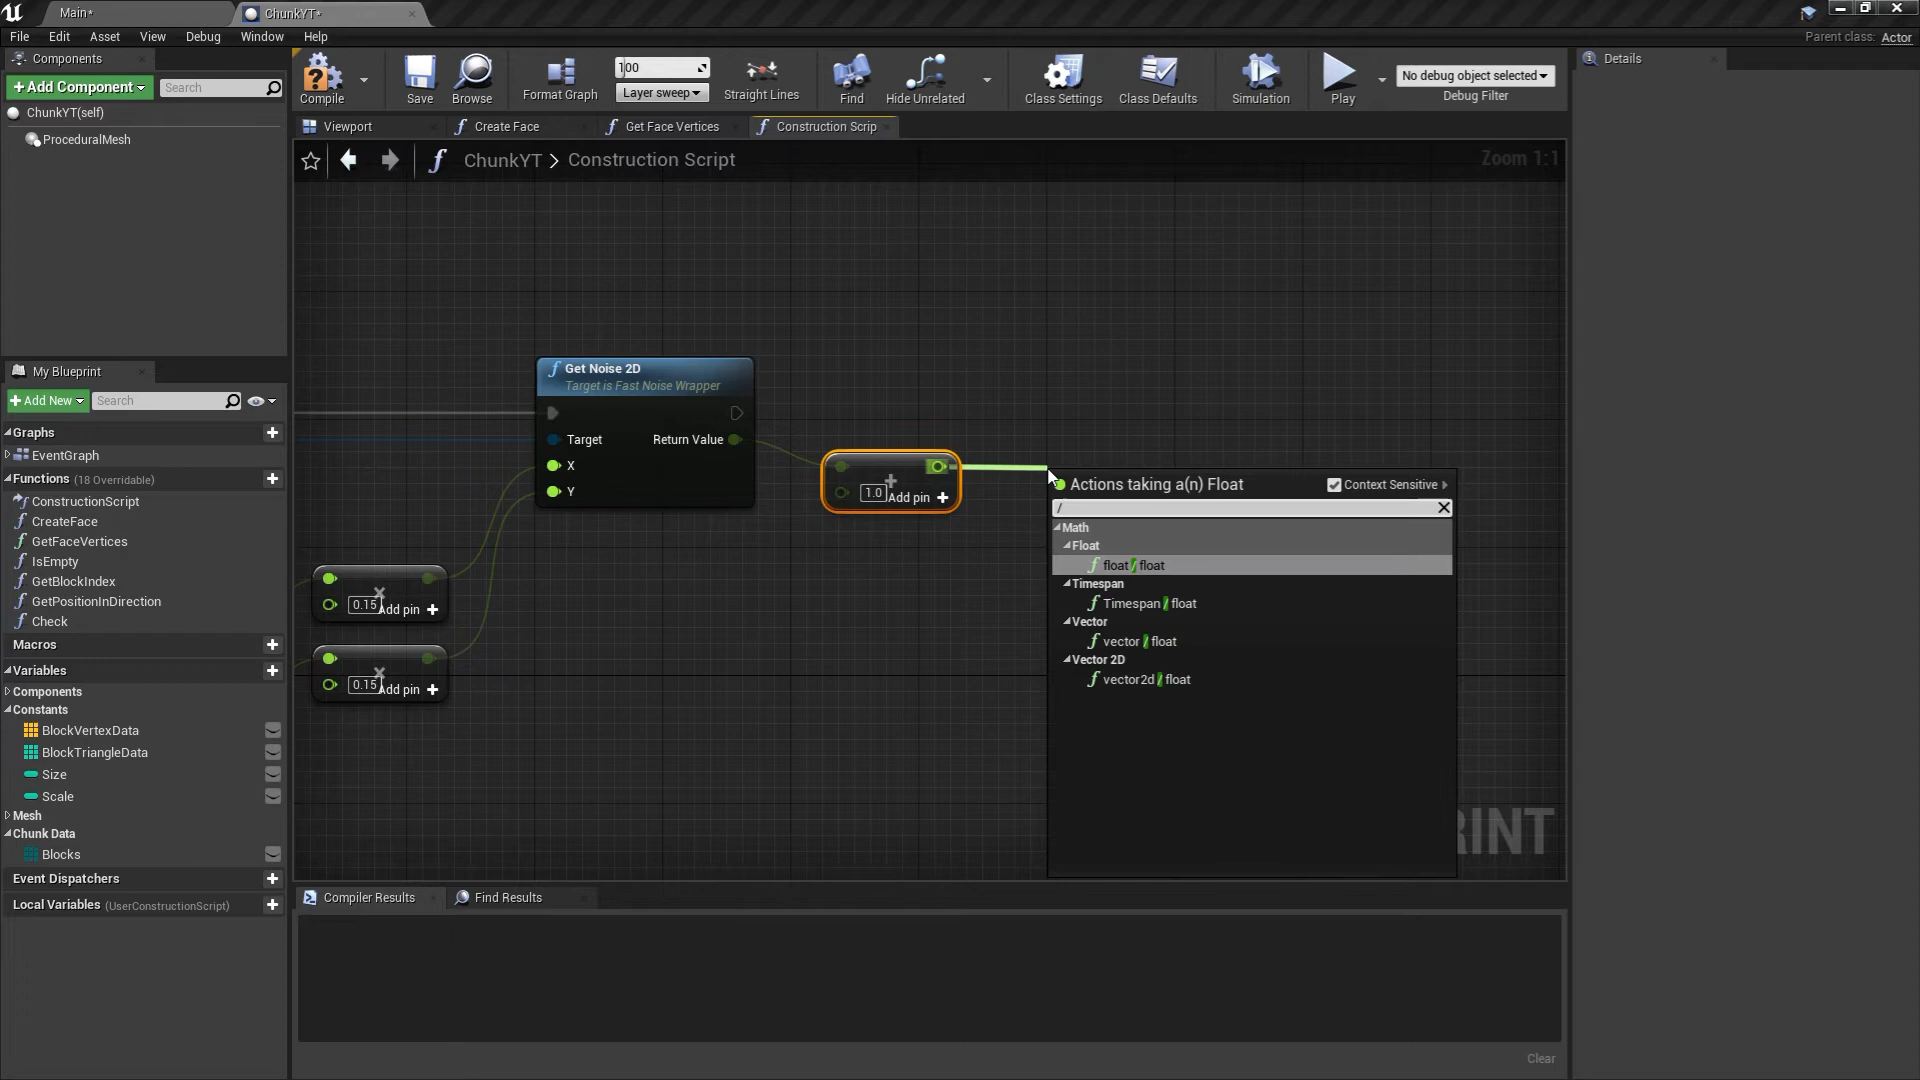 Main*
ChunkYT*
File Edit Asset View Debug Window Help
Parent class: Actor
Components
+Add Component
Search
ChunkYT(self)
ProceduralMesh
Compile
Save
Browse
Format Graph
100
Layer sweep
Straight Lines
Find
Hide Unrelated
Class Settings
Class Defaults
Simulation
Play
No debug object selected
Debug Filter
Details
Viewport
Create Face
Get Face Vertices
Construction Scrip
ChunkYT > Construction Script
Zoom 1:1
My Blueprint
+Add New
Search
Graphs
EventGraph
Functions (18 Overridable)
ConstructionScript
CreateFace
GetFaceVertices
IsEmpty
GetBlockIndex
GetPositionInDirection
Check
Macros
Variables
Components
Constants
BlockVertexData
BlockTriangleData
Size
Scale
Mesh
Chunk Data
Blocks
Event Dispatchers
Local Variables (UserConstructionScript)
Get Noise 2D
Target is Fast Noise Wrapper
Target
Return Value
X
Y
0.15
Add pin +
0.15
Add pin +
1.0
Add pin +
Actions taking a(n) Float
Context Sensitive
/
Math
Float
float / float
Timespan
Timespan / float
Vector
vector / float
Vector 2D
vector2d / float
RINT
Compiler Results
Find Results
Clear